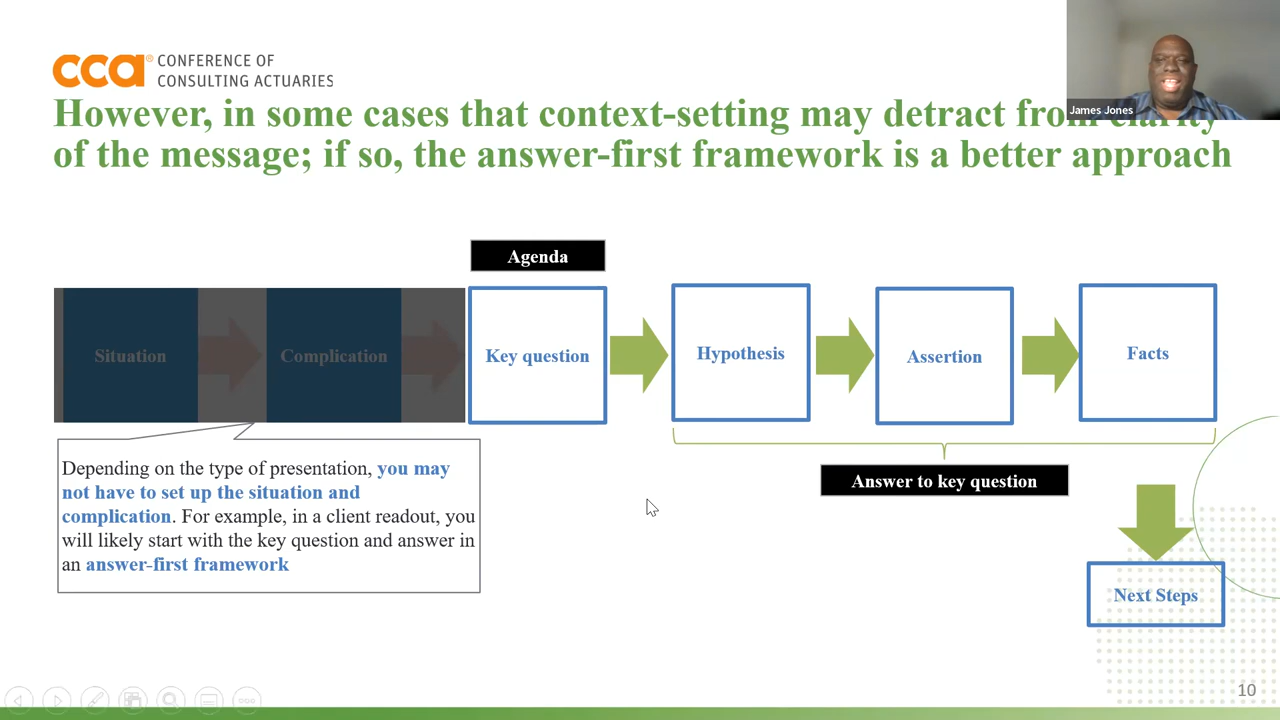 cca® CONFERENCE OF
CONSULTING ACTUARIES
James Jones
However, in some cases that context-setting may detract from clarity
of the message; if so, the answer-first framework is a better approach
Agenda
Situation
Complication
Key question
Hypothesis
Assertion
Facts
Depending on the type of presentation, you may
not have to set up the situation and
complication. For example, in a client readout, you
will likely start with the key question and answer in
an answer-first framework
Answer to key question
Next Steps
10